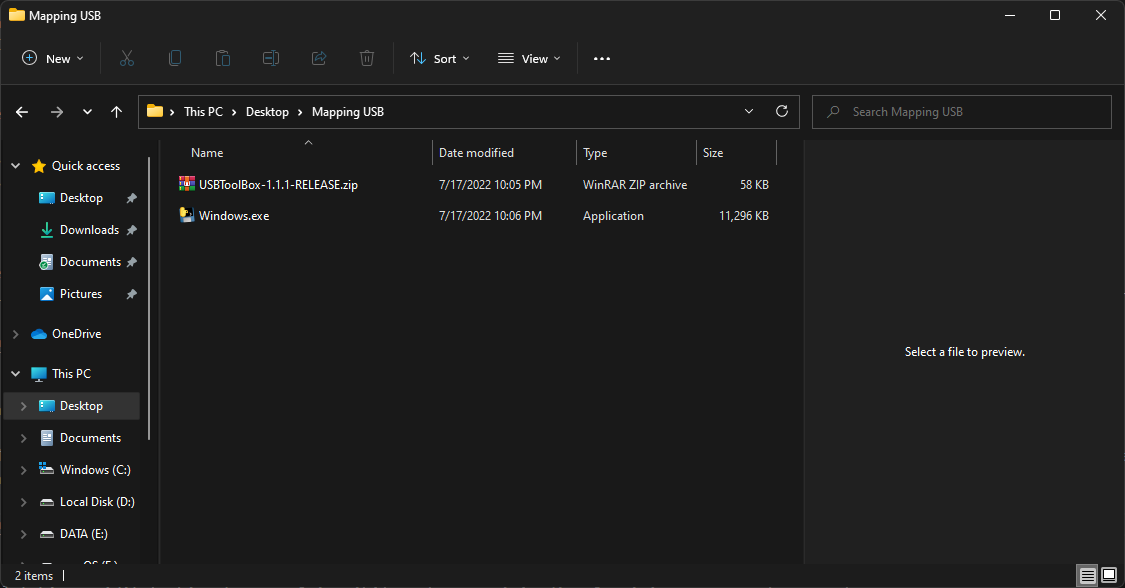 Mapping USB
New
Sort
View
This PC
Desktop
Mapping USB
Search Mapping USB
Name
Date modified
Type
Size
USBToolBox-1.1.1-RELEASE.zip
7/17/2022 10:05 PM
WinRAR ZIP archive
58 KB
Windows.exe
7/17/2022 10:06 PM
Application
11,296 KB
Quick access
Desktop
Downloads
Documents
Pictures
OneDrive
This PC
Desktop
Documents
Windows (C:)
Local Disk (D:)
DATA (E:)
Select a file to preview.
2 items